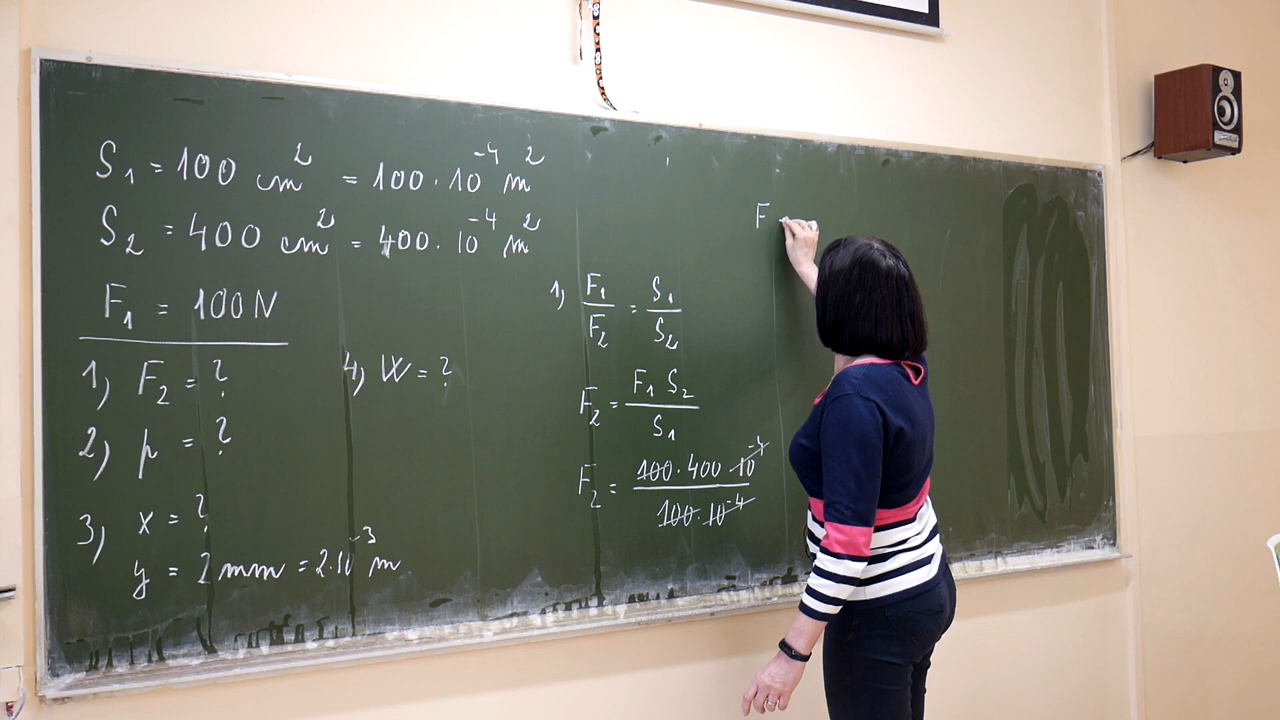 S₁ = 100 cm² = 100 · 10⁻⁴ m²
S₂ = 400 cm² = 400 · 10⁻⁴ m²
F₁ = 100 N
1) F₂ = ?
4) W = ?
2) p = ?
3) x = ?
y = 2 mm = 2·10⁻³ m
1) F₁/F₂ = S₁/S₂
F₂ = F₁ S₂ / S₁
F₂ = 100 · 400 · 10⁻⁴ / 100 · 10⁻⁴
F